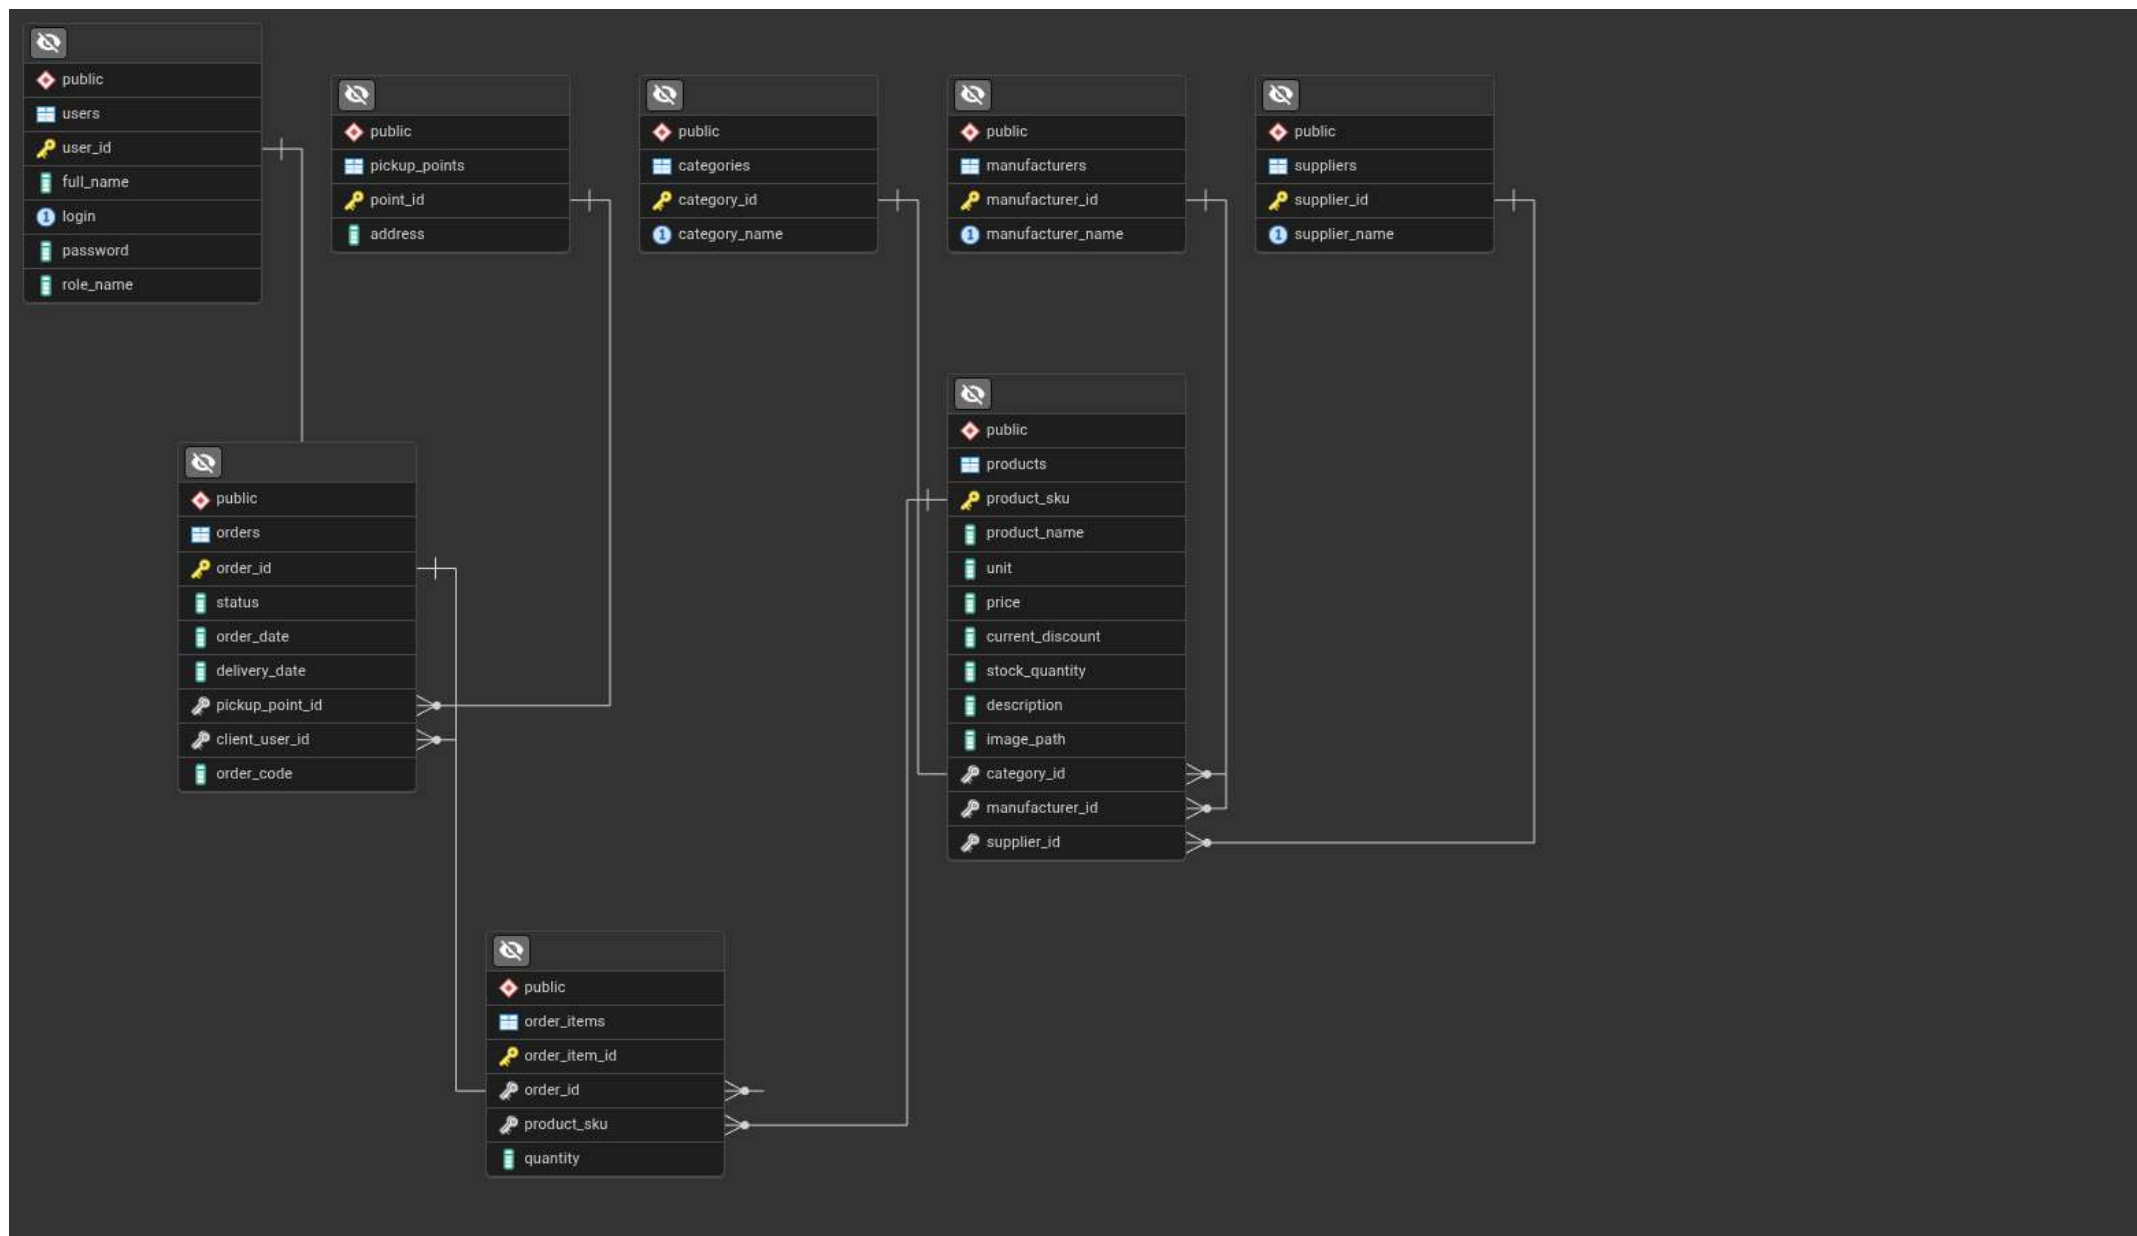 public
users
user_id
full_name
login
password
role_name
public
pickup_points
point_id
address
public
categories
category_id
category_name
public
manufacturers
manufacturer_id
manufacturer_name
public
suppliers
supplier_id
supplier_name
public
orders
order_id
status
order_date
delivery_date
pickup_point_id
client_user_id
order_code
public
products
product_sku
product_name
unit
price
current_discount
stock_quantity
description
image_path
category_id
manufacturer_id
supplier_id
public
order_items
order_item_id
order_id
product_sku
quantity